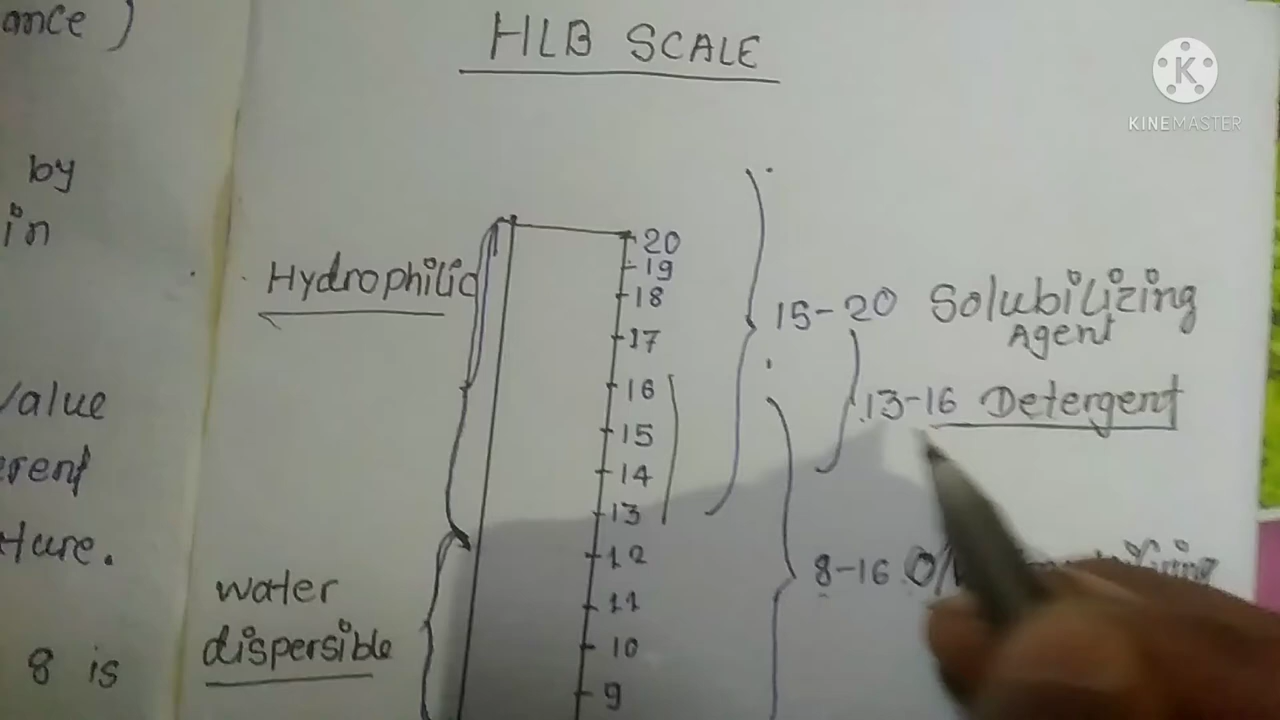 ance )
by
in
Value
erent
ture.
8 is
HLB SCALE
KINEMASTER
Hydrophilic
water
dispersible
20
19
18
17
16
15
14
13
12
11
10
9
15-20 Solubilizing
Agent
13-16 Detergent
8-16 O/